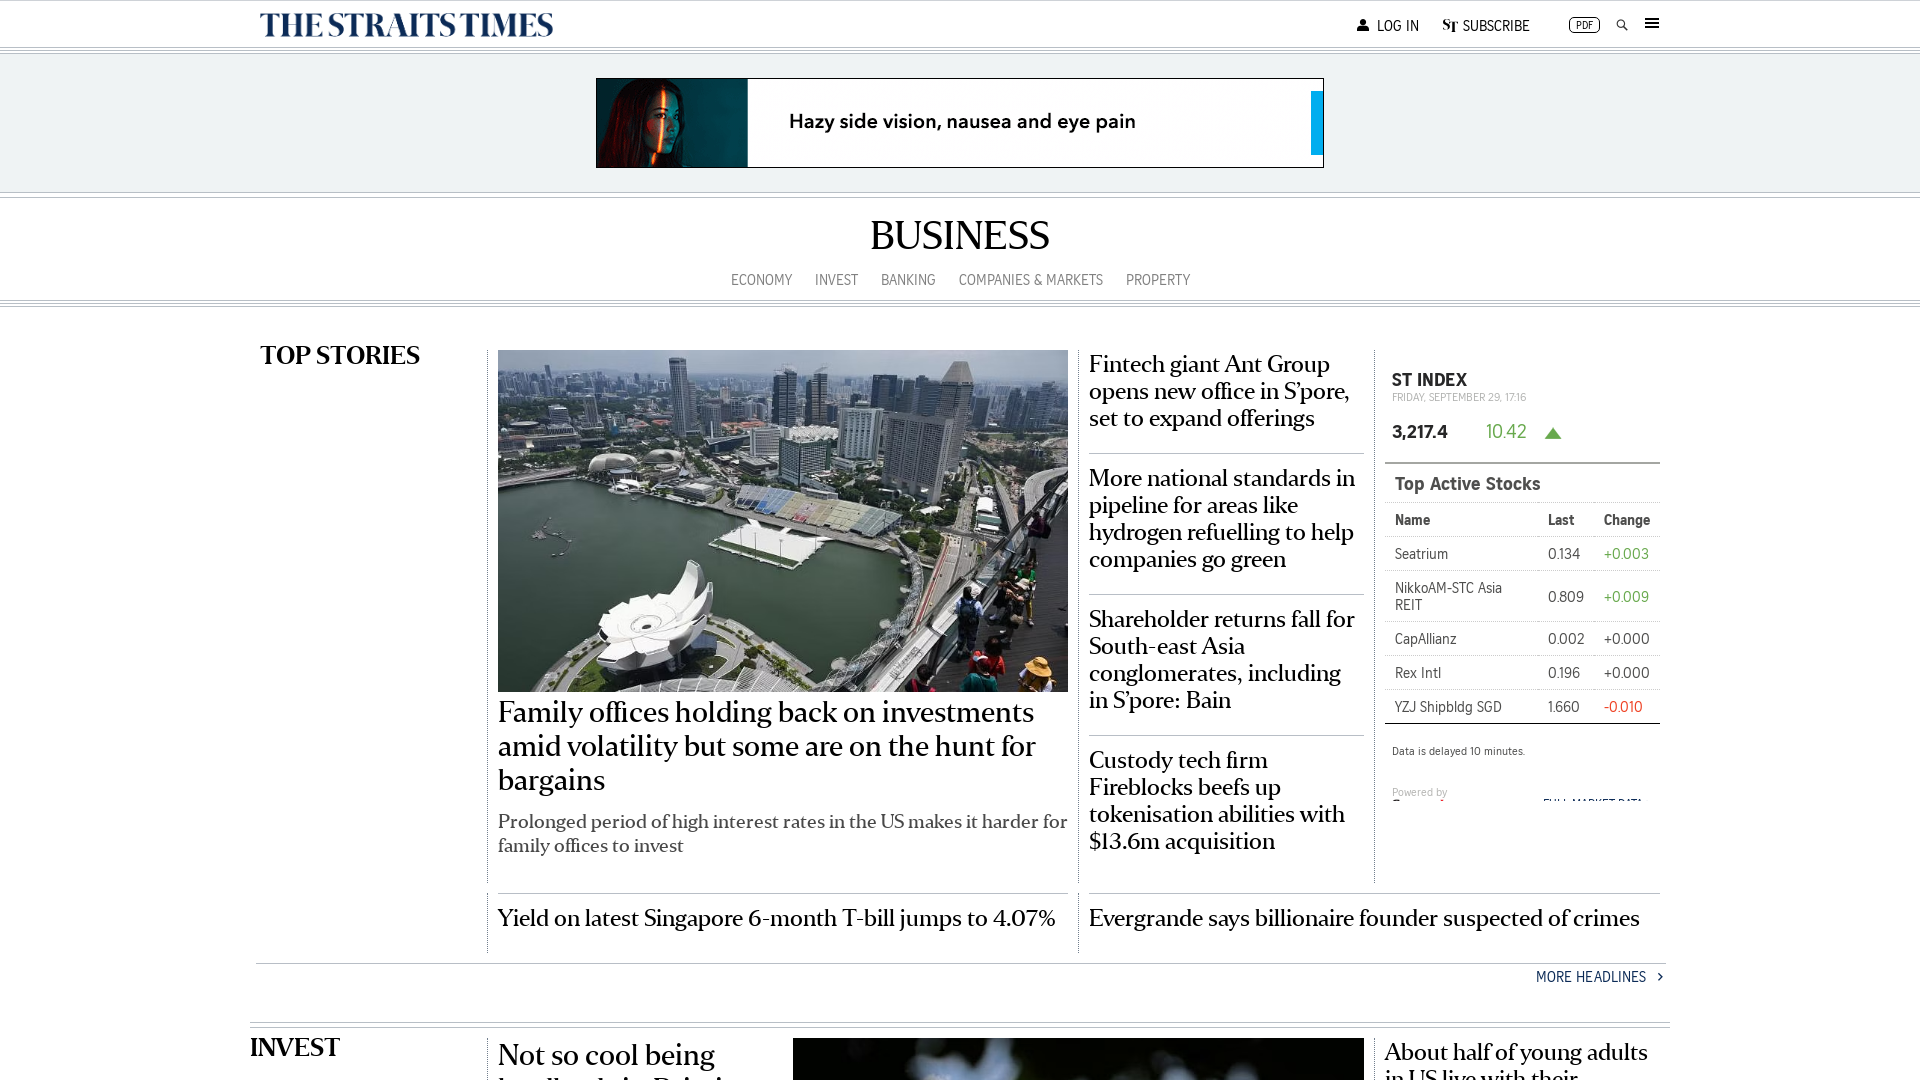 THE STRAITS TIMES
LOG IN
ST SUBSCRIBE
PDF
Hazy side vision, nausea and eye pain
BUSINESS
ECONOMY INVEST BANKING COMPANIES & MARKETS PROPERTY
TOP STORIES
Family offices holding back on investments
amid volatility but some are on the hunt for
bargains
Prolonged period of high interest rates in the US makes it harder for
family offices to invest
Fintech giant Ant Group
opens new office in S’pore,
set to expand offerings
More national standards in
pipeline for areas like
hydrogen refuelling to help
companies go green
Shareholder returns fall for
South-east Asia
conglomerates, including
in S’pore: Bain
Custody tech firm
Fireblocks beefs up
tokenisation abilities with
$13.6m acquisition
ST INDEX
FRIDAY, SEPTEMBER 29, 17:16
3,217.4 10.42
Top Active Stocks
Name Last Change
Seatrium 0.134 +0.003
NikkoAM-STC Asia
REIT 0.809 +0.009
CapAllianz 0.002 +0.000
Rex Intl 0.196 +0.000
YZJ Shipbldg SGD 1.660 -0.010
Data is delayed 10 minutes.
Powered by
FULL MARKET DATA
Yield on latest Singapore 6-month T-bill jumps to 4.07%
Evergrande says billionaire founder suspected of crimes
MORE HEADLINES
INVEST
Not so cool being
About half of young adults
in US live with their